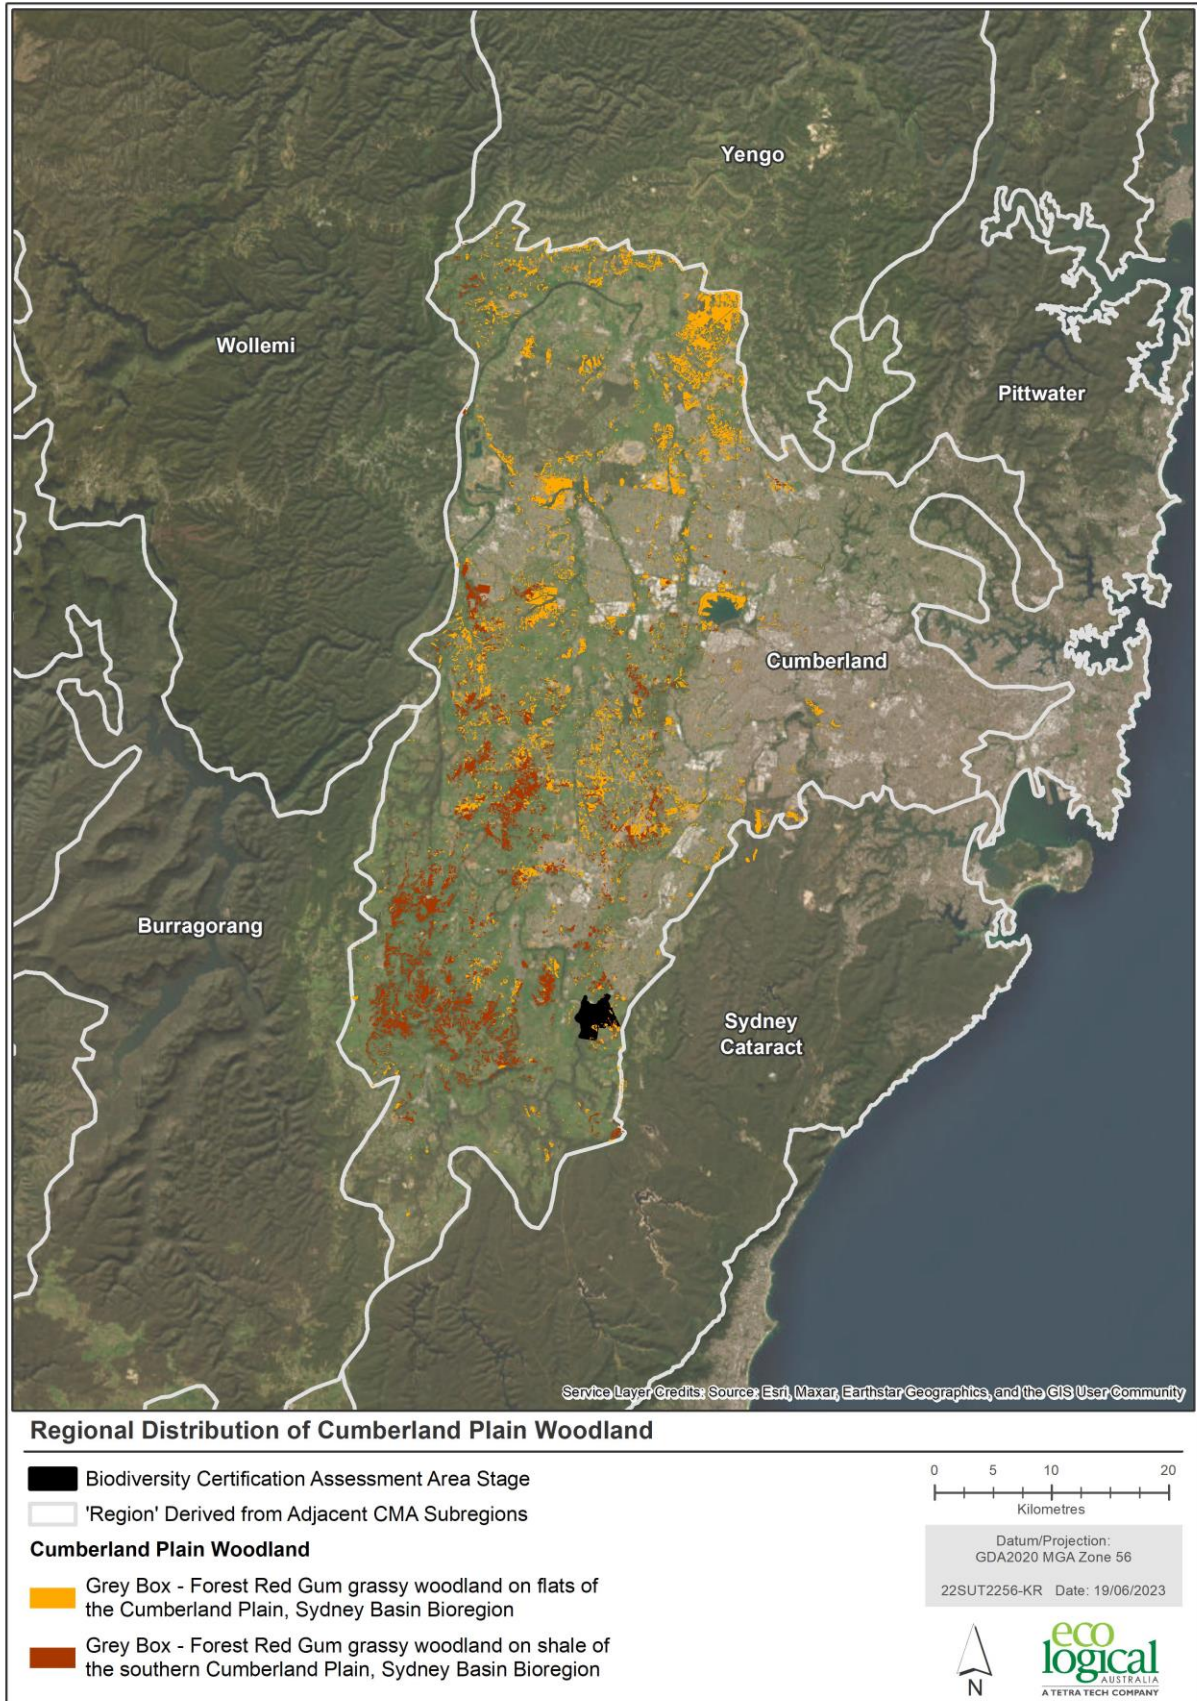 Yengo
Wollemi
Pittwater
Cumberland
Burragorang
Sydney
Cataract
Service Layer Credits: Source: Esri, Maxar, Earthstar Geographics, and the GIS User Community
Regional Distribution of Cumberland Plain Woodland
Biodiversity Certification Assessment Area Stage
'Region' Derived from Adjacent CMA Subregions
Cumberland Plain Woodland
Grey Box - Forest Red Gum grassy woodland on flats of
the Cumberland Plain, Sydney Basin Bioregion
Grey Box - Forest Red Gum grassy woodland on shale of
the southern Cumberland Plain, Sydney Basin Bioregion
0 5 10 20
Kilometres
Datum/Projection:
GDA2020 MGA Zone 56
22SUT2256-KR Date: 19/06/2023
N
eco
logical
AUSTRALIA
A TETRA TECH COMPANY